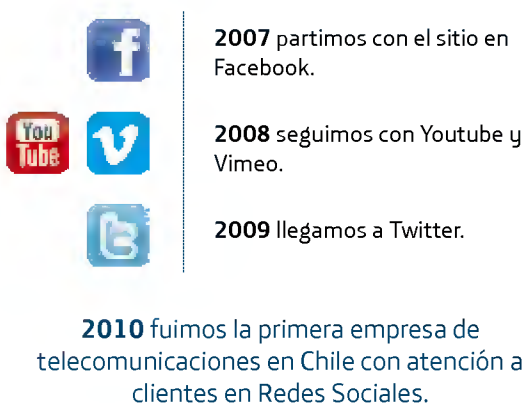 2007 partimos con el sitio en
Facebook.
You
Tube
2008 seguimos con Youtube y
Vimeo.
2009 llegamos a Twitter.
2010 fuimos la primera empresa de
telecomunicaciones en Chile con atención a
clientes en Redes Sociales.